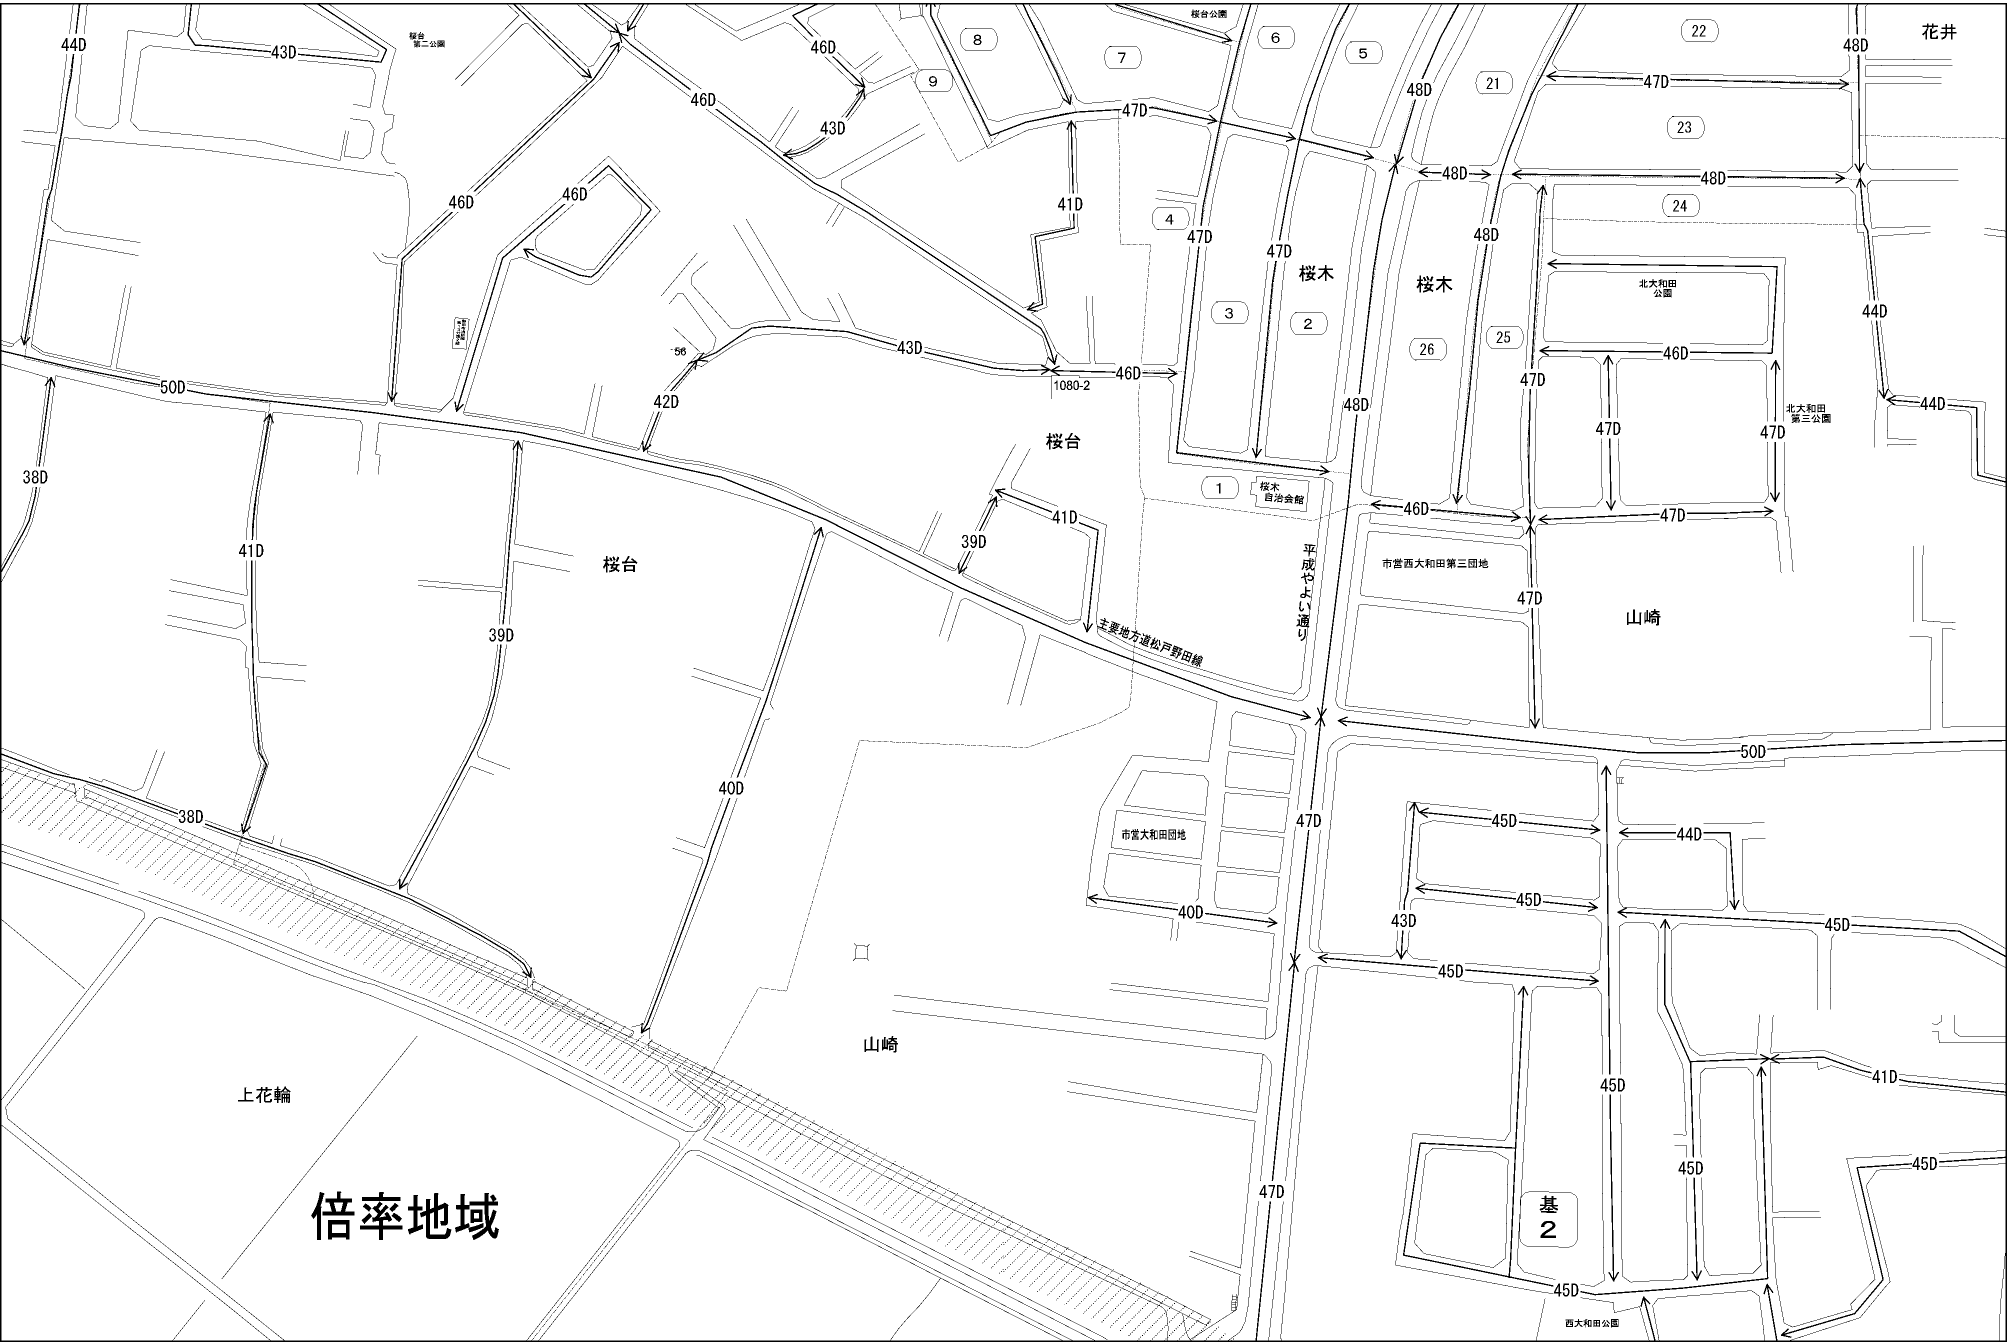 44D
43D
桜台
第二公園
46D
46D
43D
8
9
7
桜台公園
6
5
47D
48D
21
22
47D
23
48D
花井
46D
46D
41D
4
47D
47D
48D
48D
48D
24
桜木
桜木
3
2
26
25
北大和田
公園
44D
56
43D
46D
1080-2
50D
42D
48D
47D
46D
44D
北大和田
第三公園
桜台
47D
47D
38D
1
桜木
自治会館
46D
47D
41D
39D
41D
桜台
平成やよい通り
市営西大和田第三団地
47D
山崎
39D
主要地方道松戸野田線
50D
40D
38D
47D
45D
44D
市営大和田団地
40D
45D
43D
45D
45D
山崎
上花輪
45D
41D
45D
45D
47D
倍率地域
基
2
45D
西大和田公園